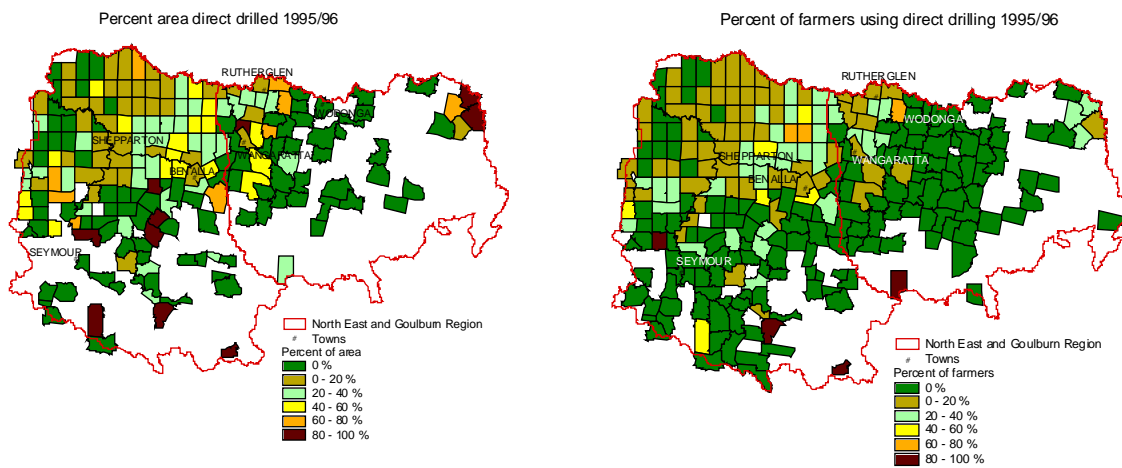 Percent area direct drilled 1995/96
RUTHERGLEN
WODONGA
SHEPPARTON
WANGARATTA
BENALLA
SEYMOUR
North East and Goulburn Region
# Towns
Percent of area
0 %
0 - 20 %
20 - 40 %
40 - 60 %
60 - 80 %
80 - 100 %
Percent of farmers using direct drilling 1995/96
RUTHERGLEN
WODONGA
SHEPPARTON
WANGARATTA
BENALLA
SEYMOUR
North East and Goulburn Region
# Towns
Percent of farmers
0 %
0 - 20 %
20 - 40 %
40 - 60 %
60 - 80 %
80 - 100 %